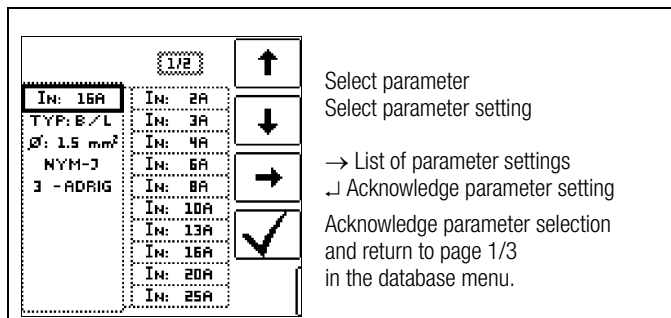 1/2
IN: 16A
TYP: B/L
Ø: 1.5 mm²
NYM-J
3 -ADRIG
IN: 2A
IN: 3A
IN: 4A
IN: 6A
IN: 8A
IN: 10A
IN: 13A
IN: 16A
IN: 20A
IN: 25A
Select parameter
Select parameter setting
→ List of parameter settings
↵ Acknowledge parameter setting
Acknowledge parameter selection
and return to page 1/3
in the database menu.